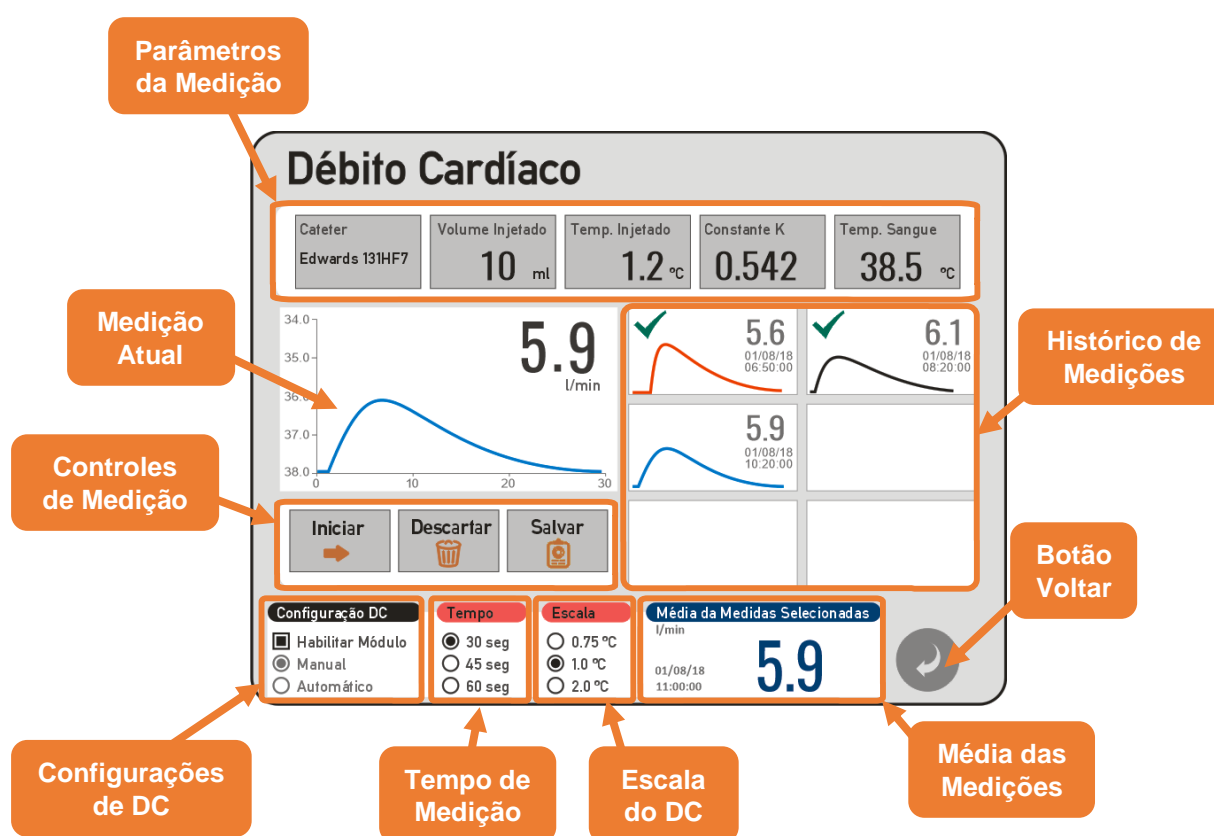 Parâmetros
da Medição
Débito Cardíaco
Cateter
Edwards 131HF7
Volume Injetado
10 ml
Temp. Injetado
1.2 ºC
Constante K
0.542
Temp. Sangue
38.5 ºC
Medição
Atual
34.0
35.0
36.0
37.0
38.0
0 10 20 30
5.9
l/min
5.6
01/08/18
06:50:00
6.1
01/08/18
08:20:00
5.9
01/08/18
10:20:00
Histórico de
Medições
Controles
de Medição
Iniciar
Descartar
Salvar
Botão
Voltar
Configuração DC
Habilitar Módulo
Manual
Automático
Tempo
30 seg
45 seg
60 seg
Escala
0.75 ºC
1.0 ºC
2.0 ºC
Média da Medidas Selecionadas
l/min
5.9
01/08/18
11:00:00
Configurações
de DC
Tempo de
Medição
Escala
do DC
Média das
Medições